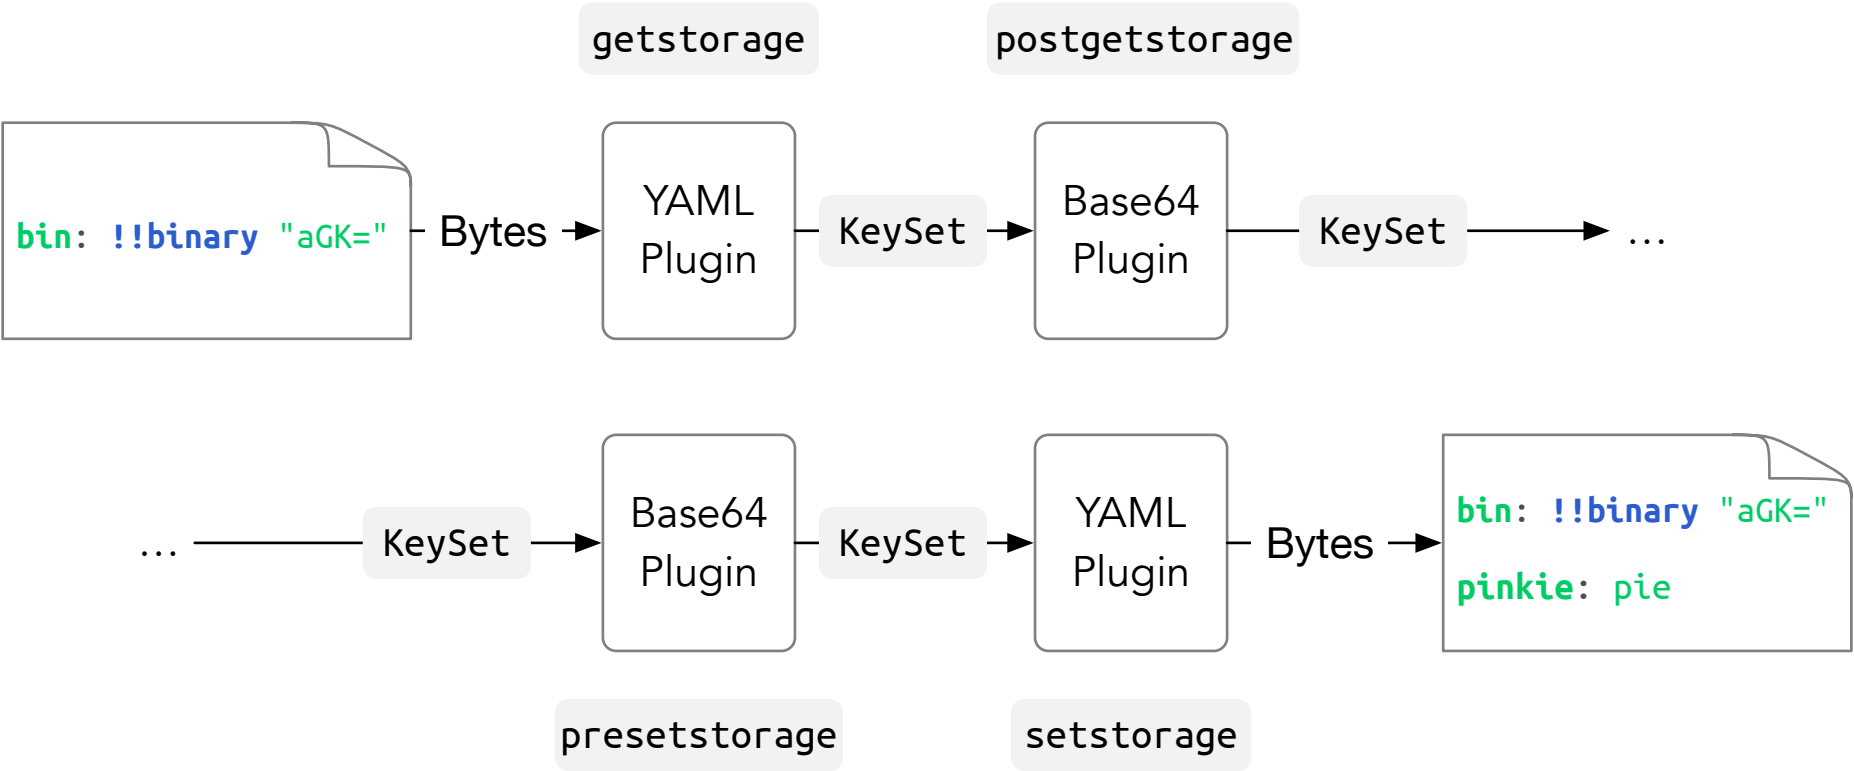 getstorage
postgetstorage
bin: !!binary "aGK="
Bytes
YAML
Plugin
KeySet
Base64
Plugin
KeySet
...
...
KeySet
Base64
Plugin
KeySet
YAML
Plugin
Bytes
bin: !!binary "aGK="
pinkie: pie
presetstorage
setstorage